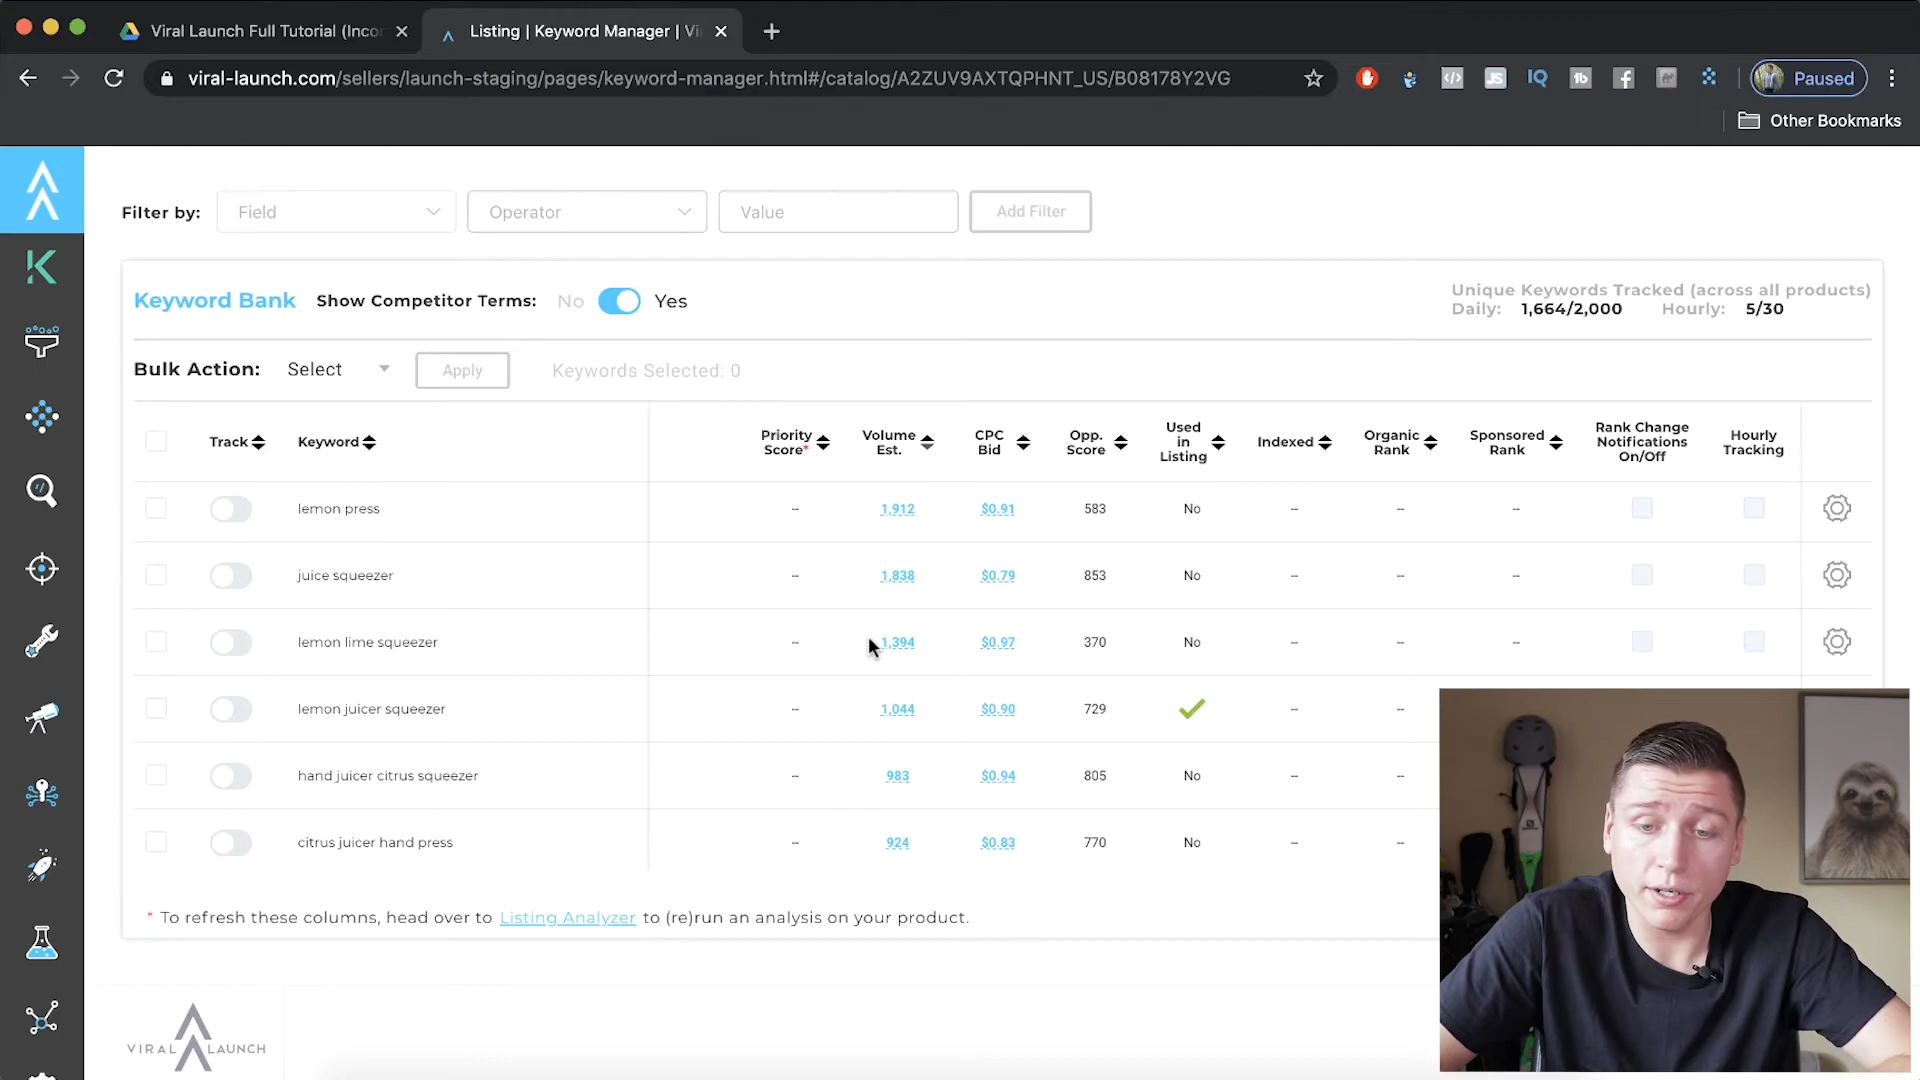 Viral Launch Full Tutorial (Inco
Listing | Keyword Manager | Vi
viral-launch.com/sellers/launch-staging/pages/keyword-manager.html#/catalog/A2ZUV9AXTQPHNT_US/B08178Y2VG
</>
JS
IQ
tb
Paused
Other Bookmarks
Filter by:
Field
Operator
Value
Add Filter
Keyword Bank
Show Competitor Terms:
No
Yes
Unique Keywords Tracked (across all products)
Daily: 1,664/2,000 Hourly: 5/30
Bulk Action:
Select
Apply
Keywords Selected: 0
Track
Keyword
Priority Score*
Volume Est.
CPC Bid
Opp. Score
Used in Listing
Indexed
Organic Rank
Sponsored Rank
Rank Change Notifications On/Off
Hourly Tracking
lemon press -- 1,912 $0.91 583 No -- -- --
juice squeezer -- 1,838 $0.79 853 No -- -- --
lemon lime squeezer -- 1,394 $0.97 370 No -- -- --
lemon juicer squeezer -- 1,044 $0.90 729 -- --
hand juicer citrus squeezer -- 983 $0.94 805 No -- --
citrus juicer hand press -- 924 $0.83 770 No -- --
* To refresh these columns, head over to Listing Analyzer to (re)run an analysis on your product.
VIRAL LAUNCH